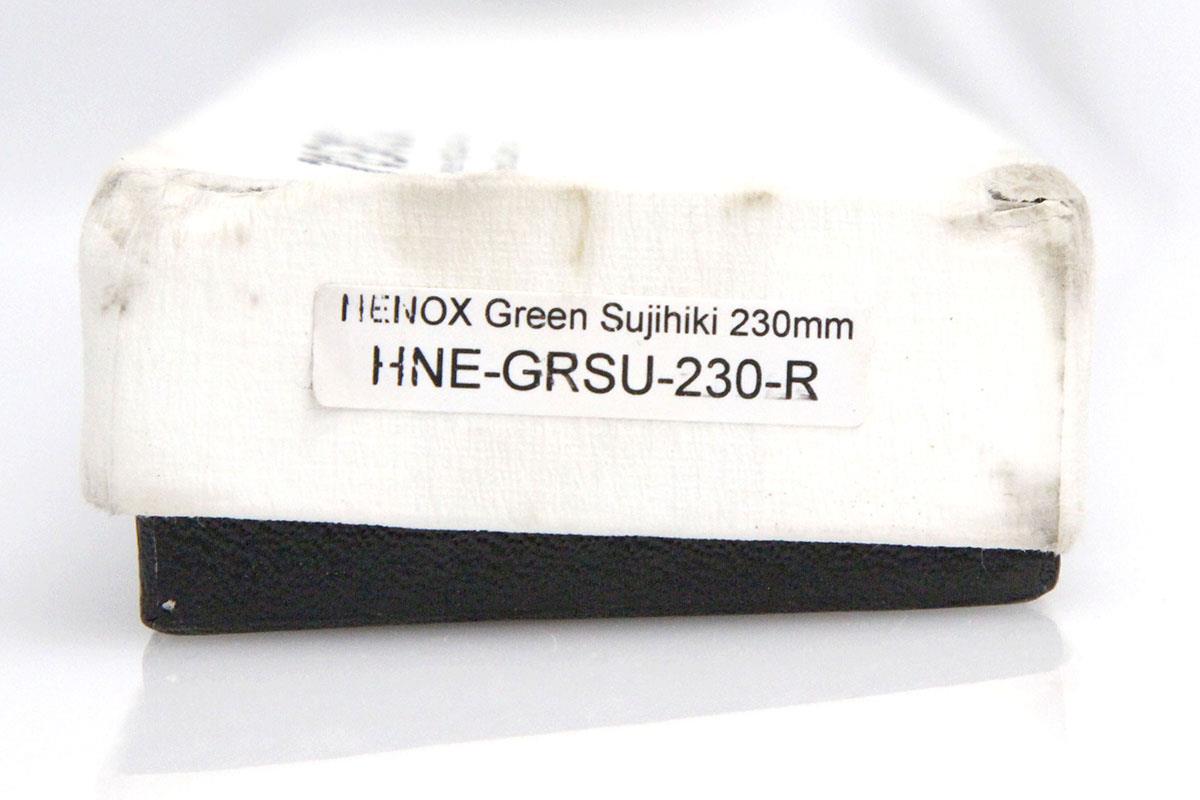 HENOX Green Sujihiki 230mm
HNE-GRSU-230-R